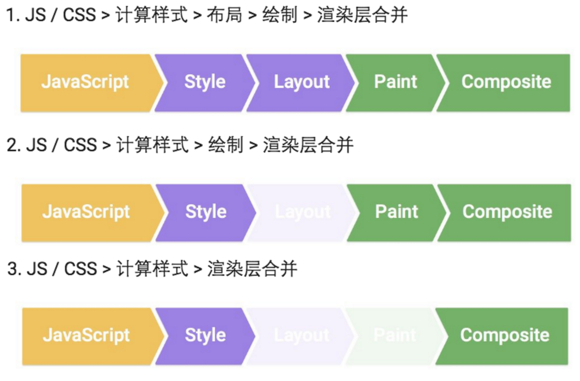 1. JS / CSS > 计算样式 > 布局 > 绘制 > 渲染层合并
JavaScript Style Layout Paint Composite
2. JS / CSS > 计算样式 > 绘制 > 渲染层合并
JavaScript Style Layout Paint Composite
3. JS / CSS > 计算样式 > 渲染层合并
JavaScript Style Layout Paint Composite